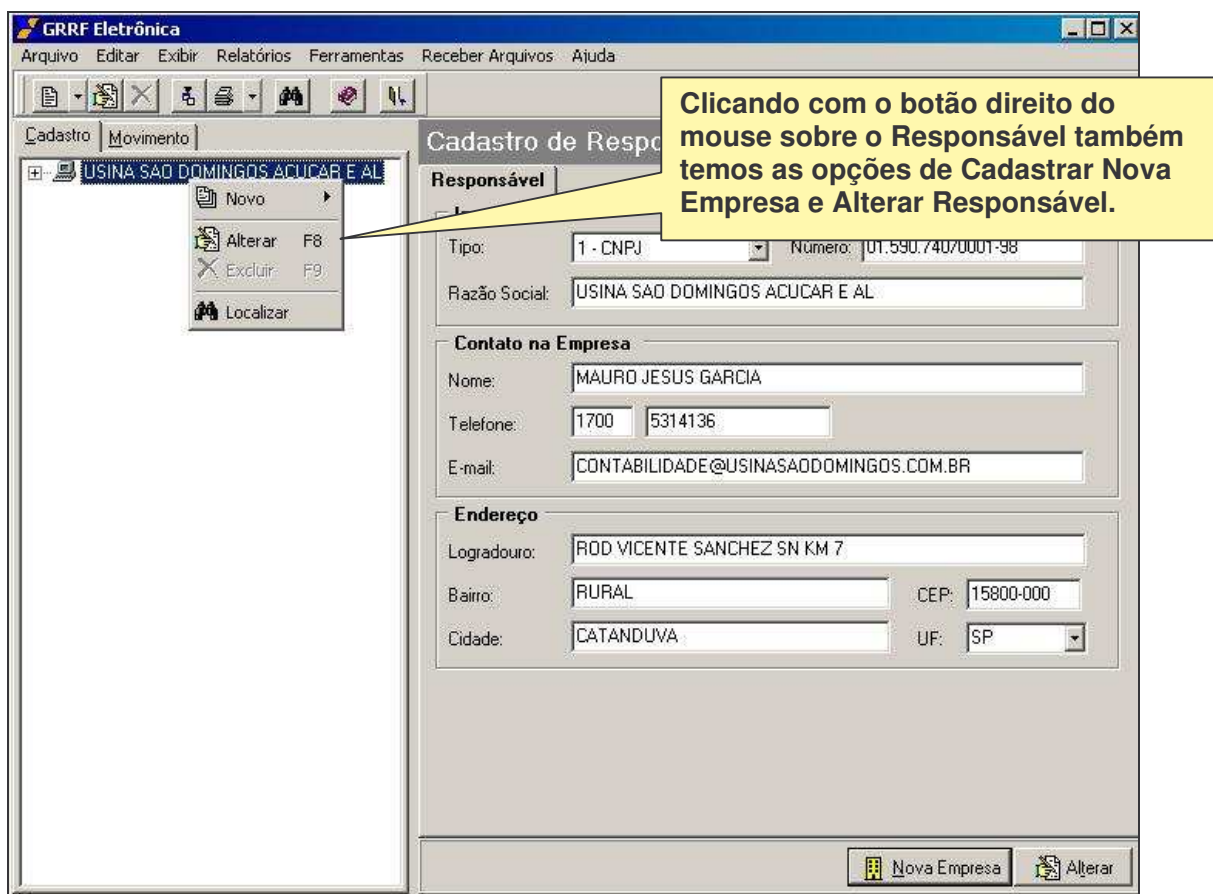 GRRF Eletrônica
Arquivo Editar Exibir Relatórios Ferramentas Receber Arquivos Ajuda
Clicando com o botão direito do
mouse sobre o Responsável também
temos as opções de Cadastrar Nova
Empresa e Alterar Responsável.
Cadastro Movimento
USINA SAO DOMINGOS ACUCAR E AL
Novo
Alterar F8
Excluir F9
Localizar
Cadastro de
Responsável
Tipo: 1 - CNPJ Número: 01.590.740/0001-98
Razão Social: USINA SAO DOMINGOS ACUCAR E AL
Contato na Empresa
Nome: MAURO JESUS GARCIA
Telefone: 1700 5314136
E-mail: CONTABILIDADE@USINASAODOMINGOS.COM.BR
Endereço
Logradouro: ROD VICENTE SANCHEZ SN KM 7
Bairro: RURAL CEP: 15800-000
Cidade: CATANDUVA UF: SP
Nova Empresa Alterar